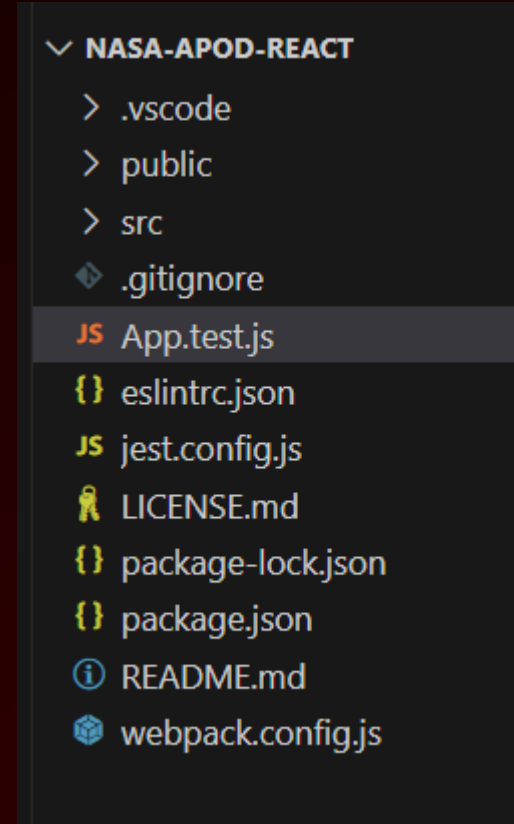 NASA-APOD-REACT
.vscode
public
src
.gitignore
JS App.test.js
{} eslintrc.json
JS jest.config.js
LICENSE.md
{} package-lock.json
{} package.json
README.md
webpack.config.js